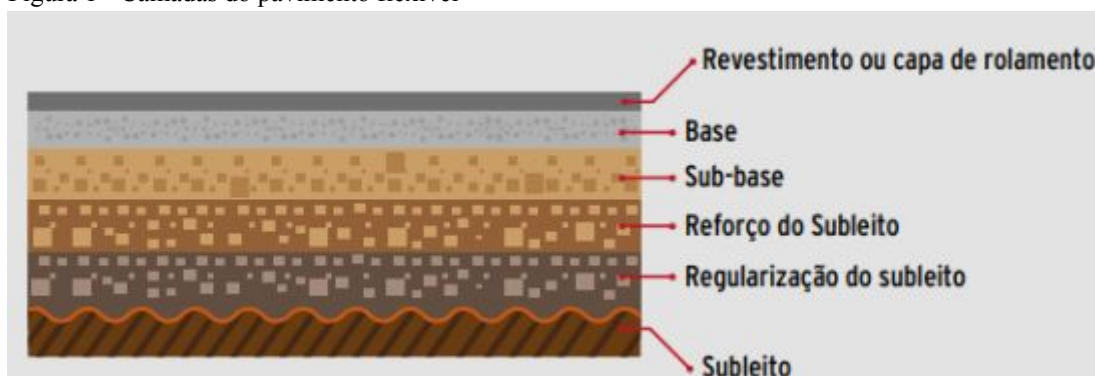 Revestimento ou capa de rolamento
Base
Sub-base
Reforço do Subleito
Regularização do subleito
Subleito